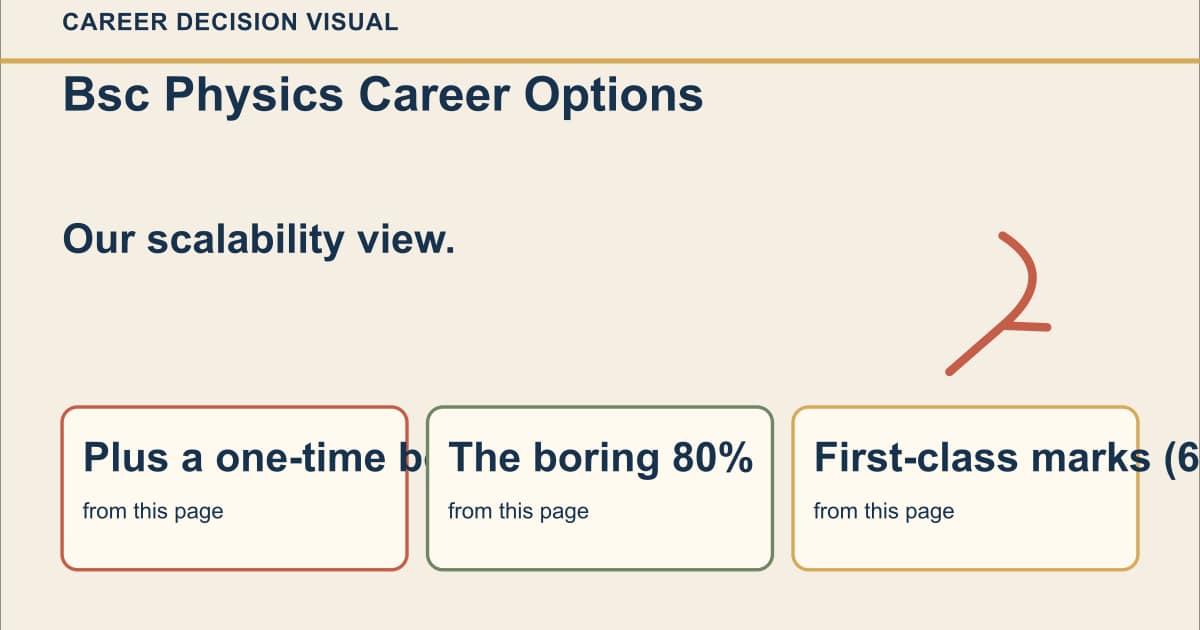 CAREER DECISION VISUAL
Bsc Physics Career Options
Our scalability view.
Plus a one-time
The boring 80%
First-class marks (6
from this page
from this page
from this page